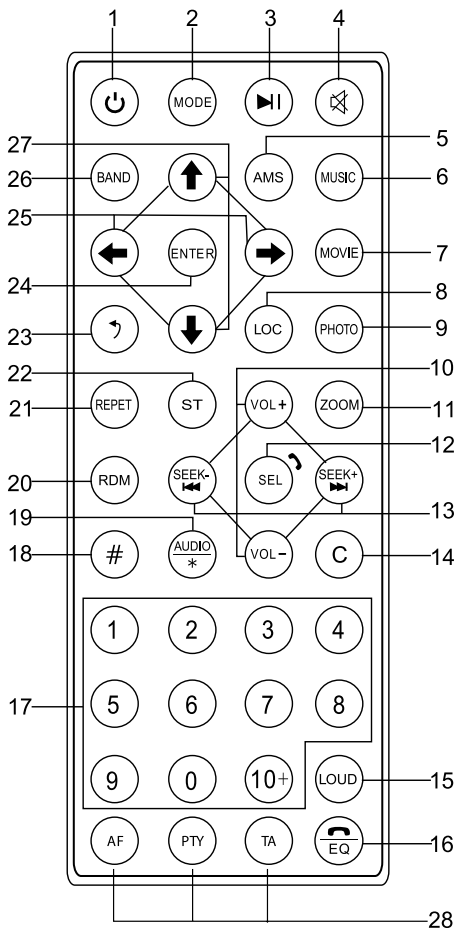 1 2 3 4
MODE
27 5
26 BAND AMS MUSIC 6
25
ENTER MOVIE 7
24 8
23 LOC PHOTO 9
22 10
21 REPET ST VOL+ ZOOM 11
12
20 RDM SEEK- SEL SEEK+
19 13
18 # AUDIO VOL- C 14
*
1 2 3 4
17 5 6 7 8
9 0 10+ LOUD 15
AF PTY TA EQ 16
28